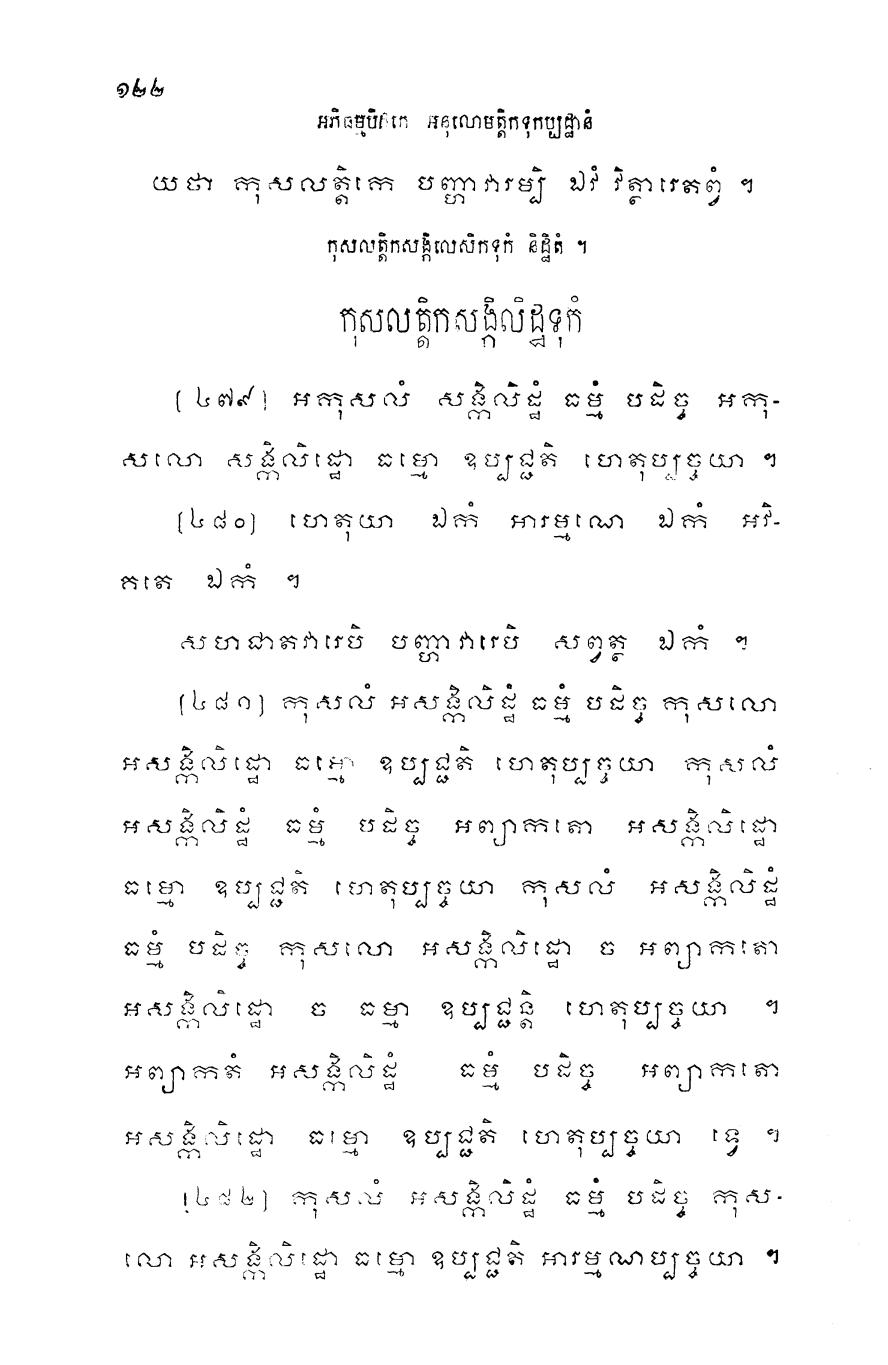 ១២២
អភិធម្មបិដកេ អនុលោមត្តិកទុកប្បដ្ឋានំ
យថា កុសលត្តិកេ បញ្ហាវារម្បិ ឯវំ វិត្ថារេតព្វំ ។
កុសលត្តិកសង្កិលេសិកទុកំ និដ្ឋិតំ ។
កុសលត្តិកសង្កិលិដ្ឋទុកំ
(៤៧៩) អកុសលំ សង្កិលិដ្ឋំ ធម្មំ បដិច្ច អកុ-
សលោ សង្កិលិដ្ឋោ ធម្មោ ឧប្បជ្ជតិ ហេតុប្បច្ចយា ។
(៤៨០) ហេតុយា ឯកំ អារម្មណេ ឯកំ អវិ-
កតេ ឯកំ ។
សហជាតវារេបិ បញ្ហាវារេបិ សព្វត្ថ ឯកំ ។
(៤៨១) កុសលំ អសង្កិលិដ្ឋំ ធម្មំ បដិច្ច កុសលោ
អសង្កិលិដ្ឋោ ធម្មោ ឧប្បជ្ជតិ ហេតុប្បច្ចយា កុសលំ
អសង្កិលិដ្ឋំ ធម្មំ បដិច្ច អព្យាកតោ អសង្កិលិដ្ឋោ
ធម្មោ ឧប្បជ្ជតិ ហេតុប្បច្ចយា កុសលំ អសង្កិលិដ្ឋំ
ធម្មំ បដិច្ច កុសលោ អសង្កិលិដ្ឋោ ច អព្យាកតោ
អសង្កិលិដ្ឋោ ច ធម្មា ឧប្បជ្ជន្តិ ហេតុប្បច្ចយា ។
អព្យាកតំ អសង្កិលិដ្ឋំ ធម្មំ បដិច្ច អព្យាកតោ
អសង្កិលិដ្ឋោ ធម្មោ ឧប្បជ្ជតិ ហេតុប្បច្ចយា ទ្វេ ។
(៤៨២) កុសលំ អសង្កិលិដ្ឋំ ធម្មំ បដិច្ច កុស-
លោ អសង្កិលិដ្ឋោ ធម្មោ ឧប្បជ្ជតិ អារម្មណប្បច្ចយា ។